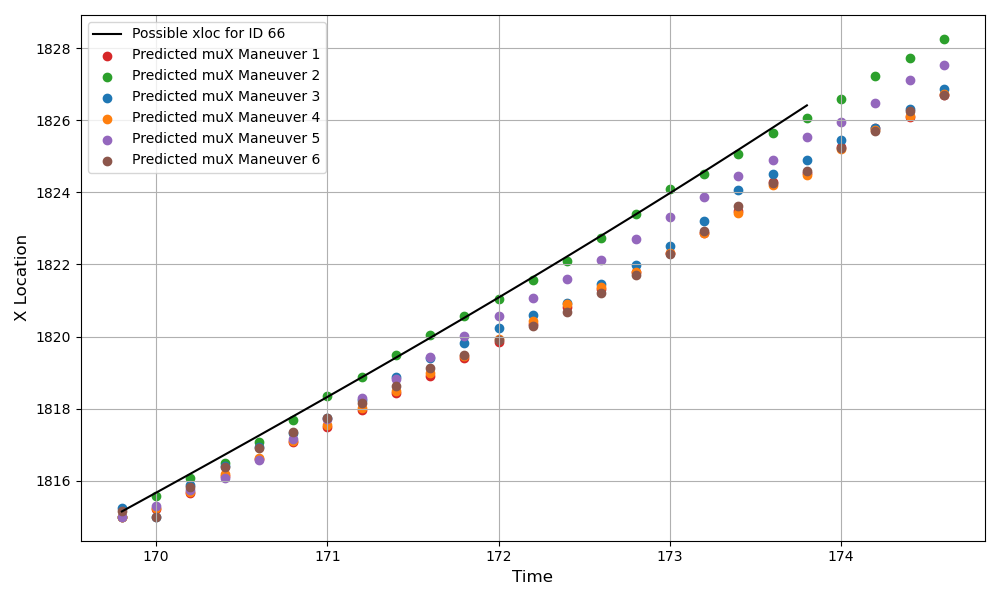 Possible xloc for ID 66
Predicted muX Maneuver 1
Predicted muX Maneuver 2
Predicted muX Maneuver 3
Predicted muX Maneuver 4
Predicted muX Maneuver 5
Predicted muX Maneuver 6
1828
1826
1824
1822
1820
1818
1816
X Location
170
171
172
173
174
Time